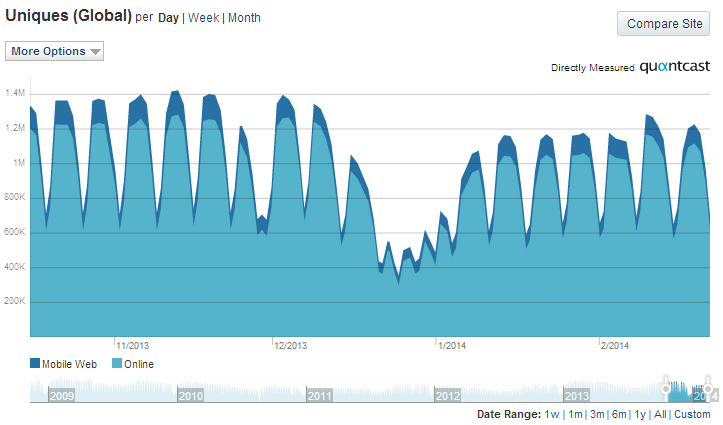 Uniques (Global) per Day | Week | Month
Compare Site
More Options
Directly Measured quantcast
1.4M
1.2M
1M
800K
600K
400K
200K
11/2013 12/2013 1/2014 2/2014
Mobile Web Online
2009 2010 2011 2012 2013 2014
Date Range: 1w | 1m | 3m | 6m | 1y | All | Custom